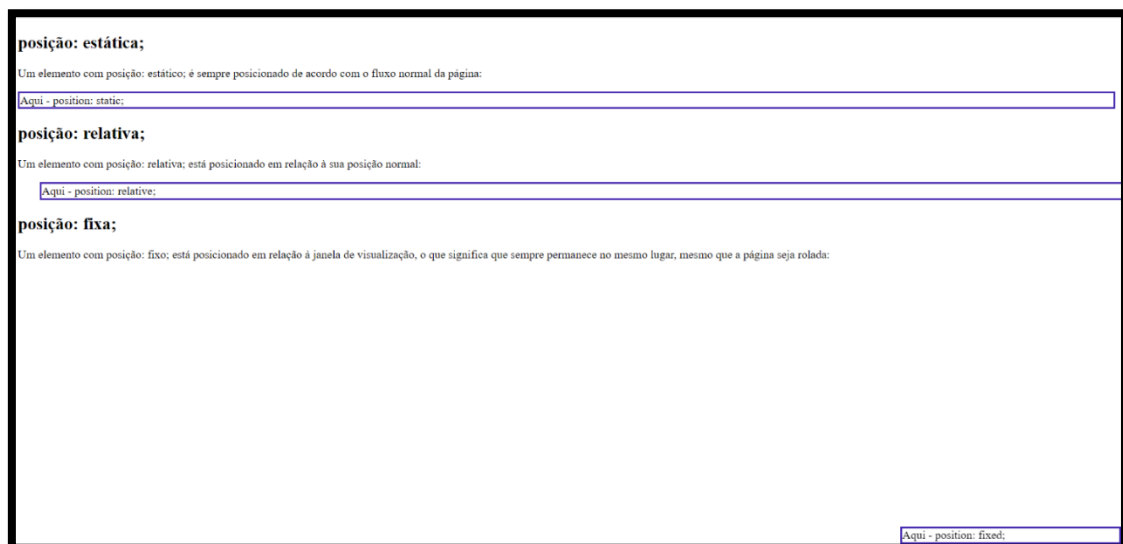 posição: estática;
Um elemento com posição: estático; é sempre posicionado de acordo com o fluxo normal da página:
Aqui - position: static;
posição: relativa;
Um elemento com posição: relativa; está posicionado em relação à sua posição normal:
Aqui - position: relative;
posição: fixa;
Um elemento com posição: fixo; está posicionado em relação à janela de visualização, o que significa que sempre permanece no mesmo lugar, mesmo que a página seja rolada:
Aqui - position: fixed;